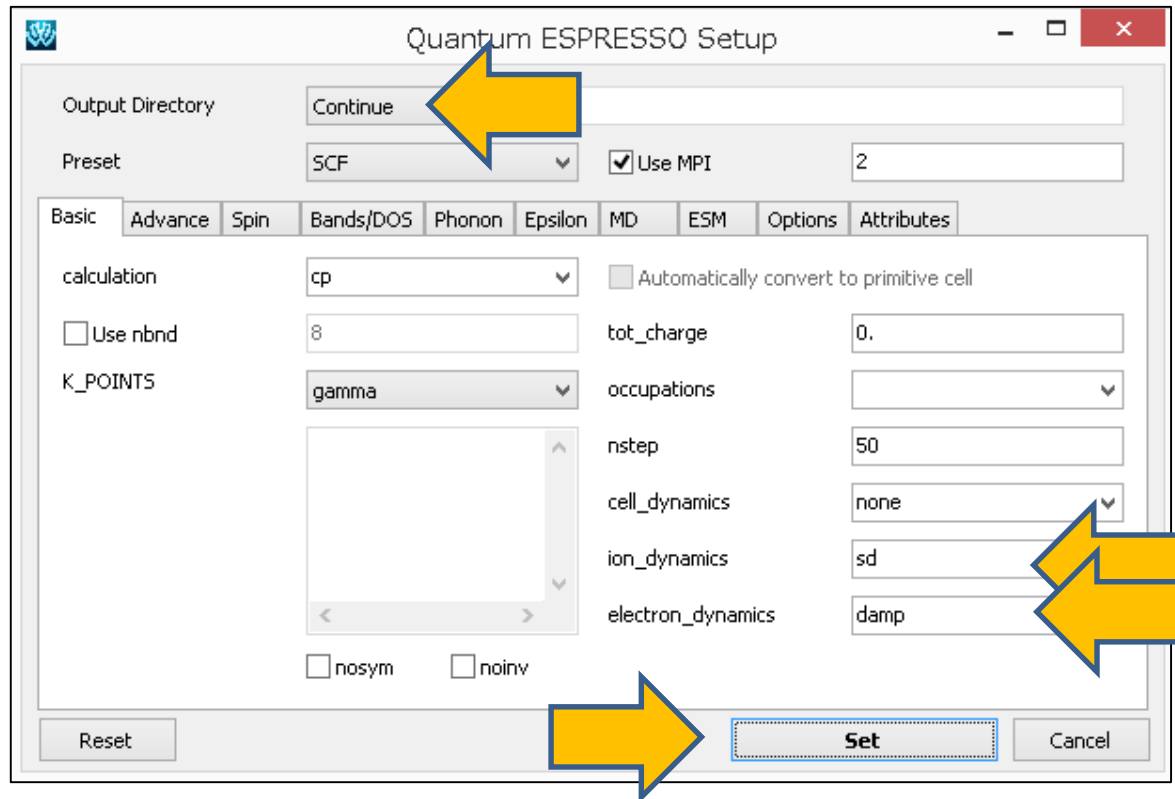 Quantum ESPRESSO Setup
Output Directory Continue
Preset SCF Use MPI 2
Basic Advance Spin Bands/DOS Phonon Epsilon MD ESM Options Attributes
calculation cp Automatically convert to primitive cell
Use nbnd 8 tot_charge 0.
K_POINTS gamma occupations
nstep 50
cell_dynamics none
ion_dynamics sd
electron_dynamics damp
nosym noinv
Reset Set Cancel